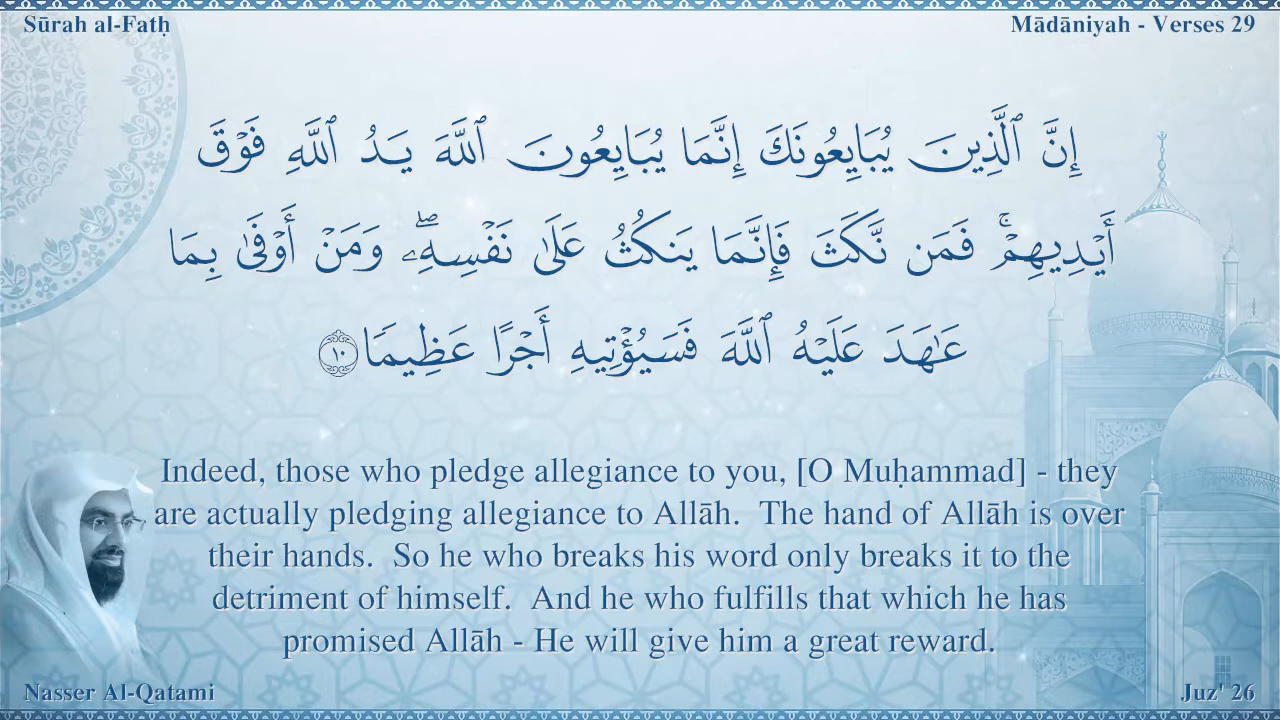 Sūrah al-Fatḥ
Mādāniyah - Verses 29
إِنَّ ٱلَّذِينَ يُبَايِعُونَكَ إِنَّمَا يُبَايِعُونَ ٱللَّهَ يَدُ ٱللَّهِ فَوْقَ
أَيْدِيهِمْ ۚ فَمَن نَّكَثَ فَإِنَّمَا يَنكُثُ عَلَىٰ نَفْسِهِۦ ۖ وَمَنْ أَوْفَىٰ بِمَا
عَـٰهَدَ عَلَيْهُ ٱللَّهَ فَسَيُؤْتِيهِ أَجْرًا عَظِيمًا ١٠
Indeed, those who pledge allegiance to you, [O Muḥammad] - they
are actually pledging allegiance to Allāh. The hand of Allāh is over
their hands. So he who breaks his word only breaks it to the
detriment of himself. And he who fulfills that which he has
promised Allāh - He will give him a great reward.
Nasser Al-Qatami
Juz' 26